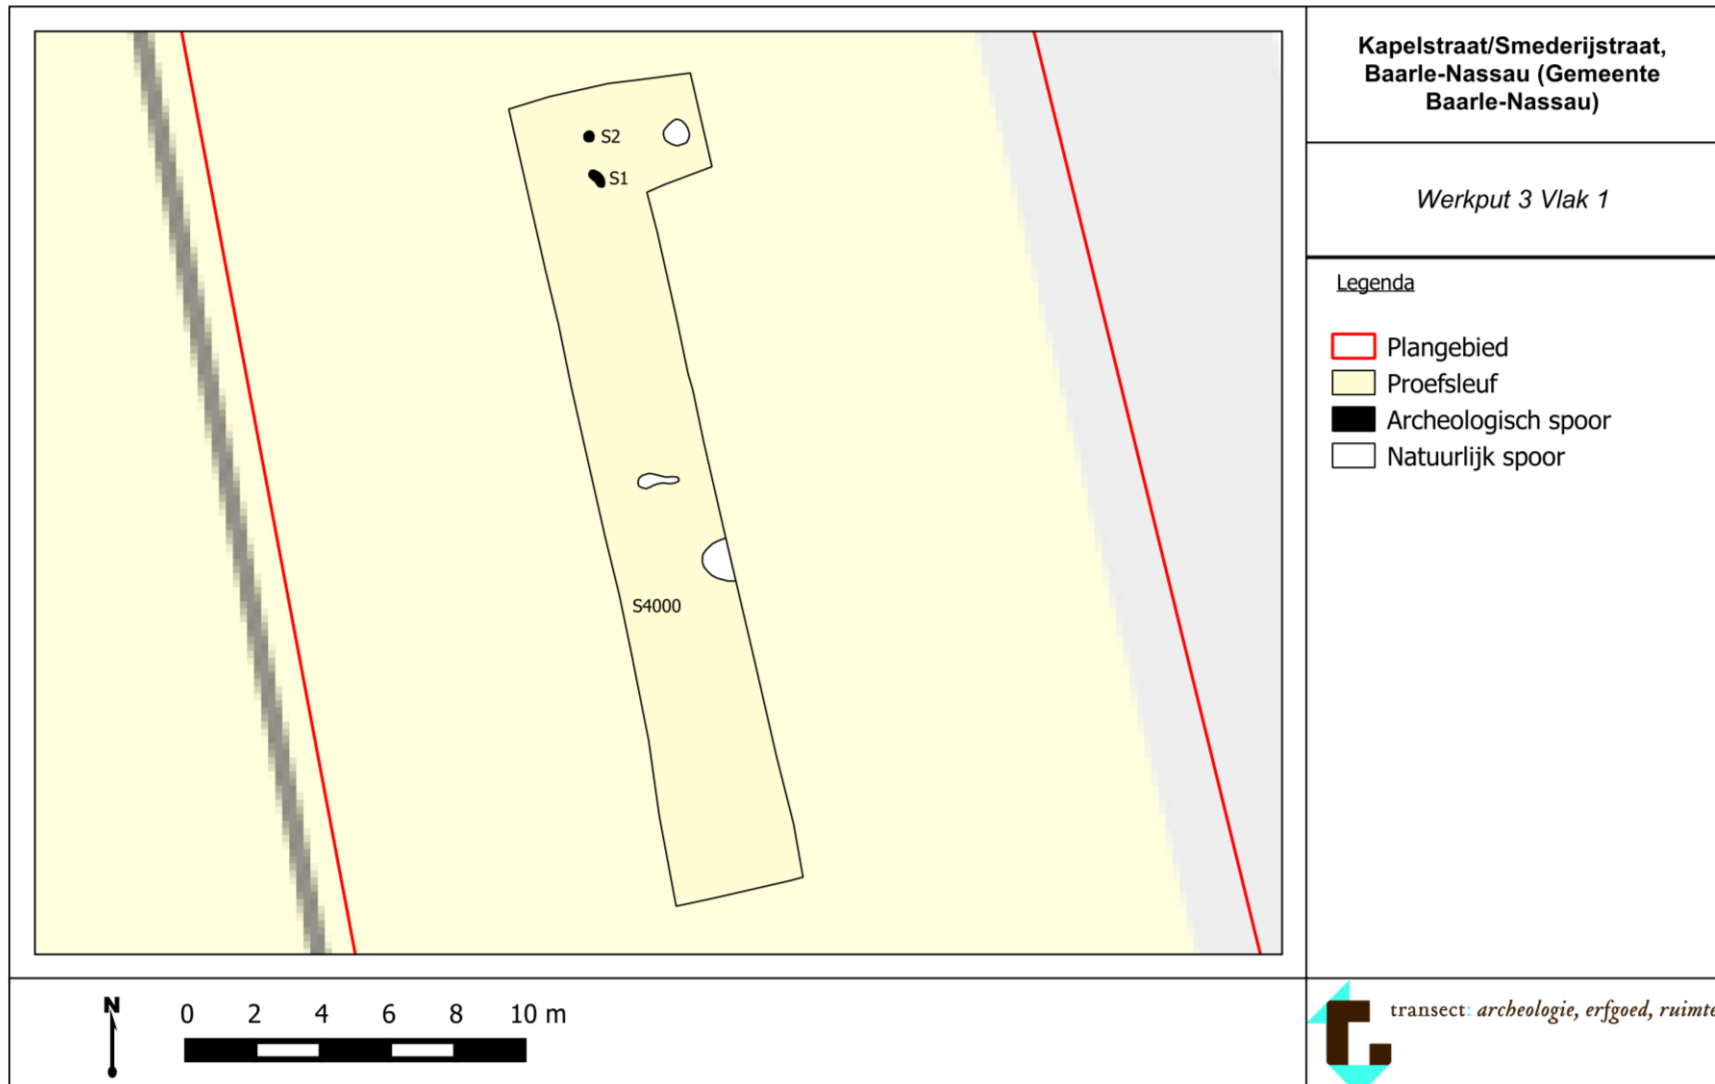 Kapelstraat/Smederijstraat,
Baarle-Nassau (Gemeente
Baarle-Nassau)
Werkput 3 Vlak 1
Legenda
Plangebied
Proefsleuf
Archeologisch spoor
Natuurlijk spoor
S2
S1
S4000
N
0 2 4 6 8 10 m
transect: archeologie, erfgoed, ruimte